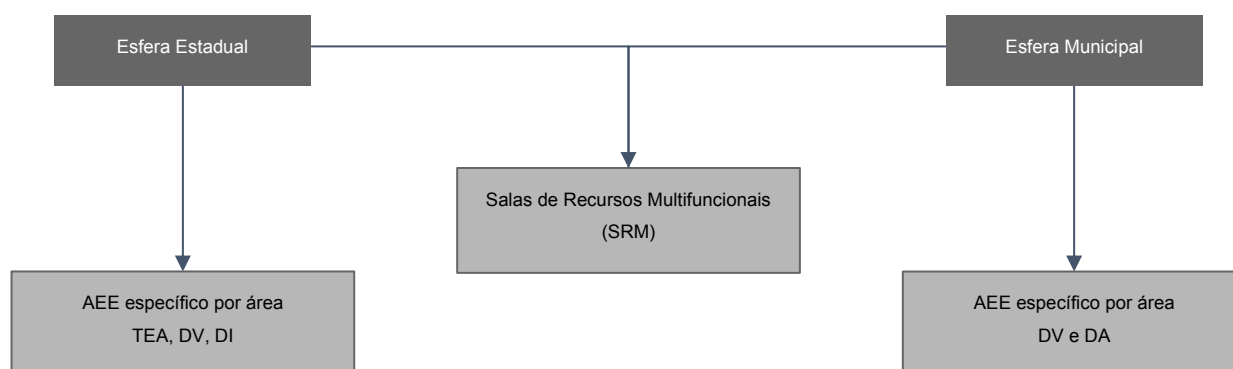 Esfera Estadual
Esfera Municipal
Salas de Recursos Multifuncionais
(SRM)
AEE específico por área
TEA, DV, DI
AEE específico por área
DV e DA